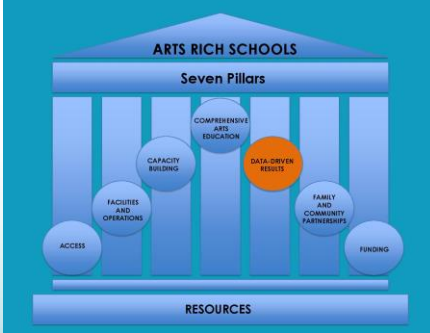 ARTS RICH SCHOOLS
Seven Pillars
COMPREHENSIVE
ARTS
EDUCATION
CAPACITY
BUILDING
DATA-DRIVEN
RESULTS
FACILITIES
AND
OPERATIONS
FAMILY
AND
COMMUNITY
PARTNERSHIPS
ACCESS
FUNDING
RESOURCES